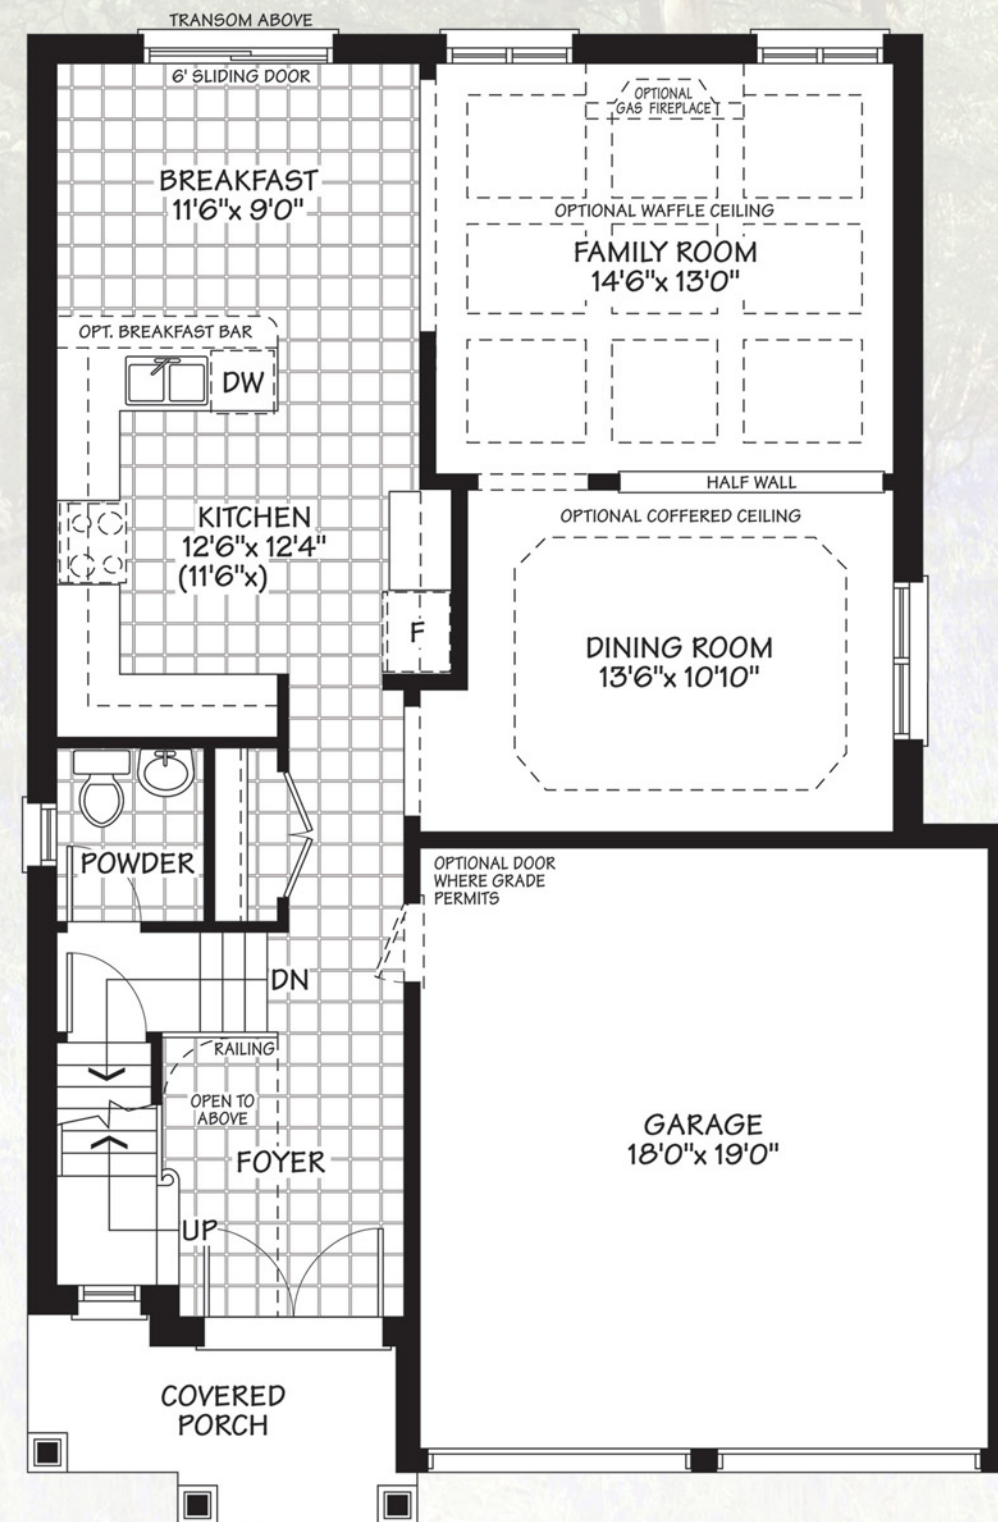 TRANSOM ABOVE
6' SLIDING DOOR
BREAKFAST
11'6"x 9'0"
OPTIONAL
GAS FIREPLACE
OPTIONAL WAFFLE CEILING
FAMILY ROOM
14'6"x 13'0"
OPT. BREAKFAST BAR
DW
HALF WALL
KITCHEN
12'6"x 12'4"
(11'6"x)
F
OPTIONAL COFFERED CEILING
DINING ROOM
13'6"x 10'10"
POWDER
OPTIONAL DOOR
WHERE GRADE
PERMITS
DN
RAILING
OPEN TO
ABOVE
FOYER
UP
GARAGE
18'0"x 19'0"
COVERED
PORCH